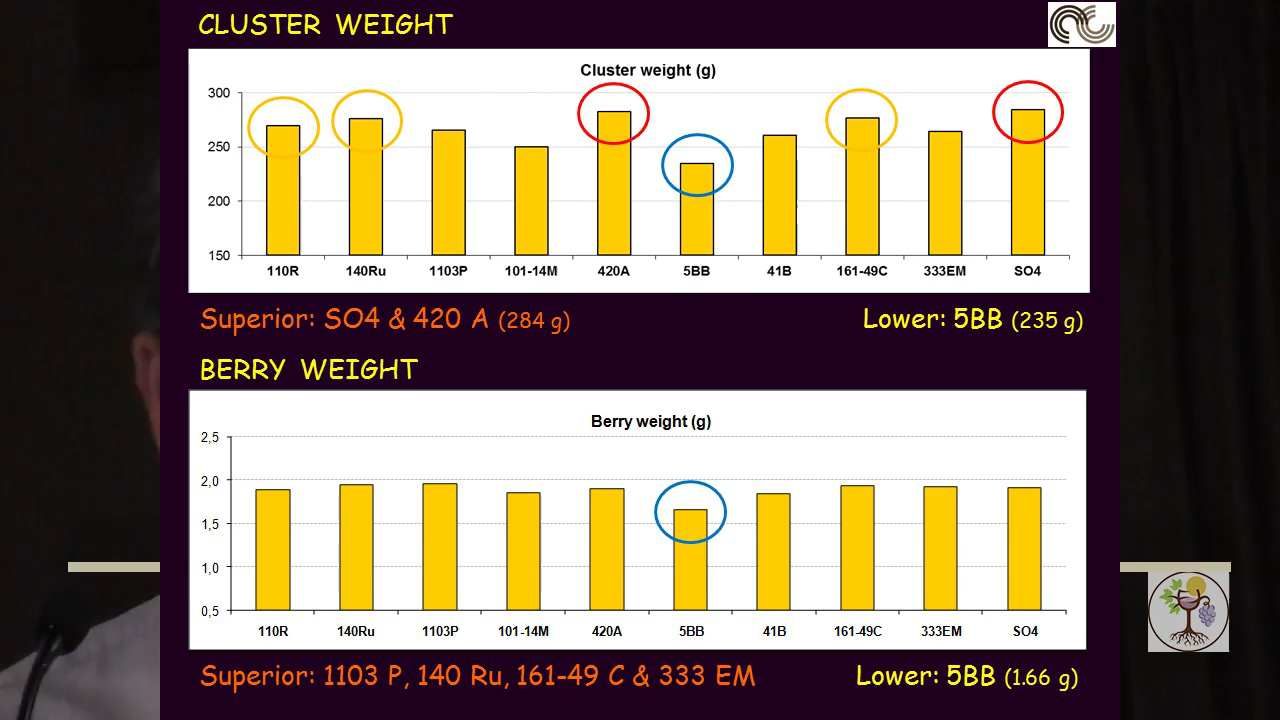 CLUSTER WEIGHT
Cluster weight (g)
300
250
200
150
110R 140Ru 1103P 101-14M 420A 5BB 41B 161-49C 333EM SO4
Superior: SO4 & 420 A (284 g) Lower: 5BB (235 g)
BERRY WEIGHT
Berry weight (g)
2,5
2,0
1,5
1,0
0,5
110R 140Ru 1103P 101-14M 420A 5BB 41B 161-49C 333EM SO4
Superior: 1103 P, 140 Ru, 161-49 C & 333 EM Lower: 5BB (1.66 g)